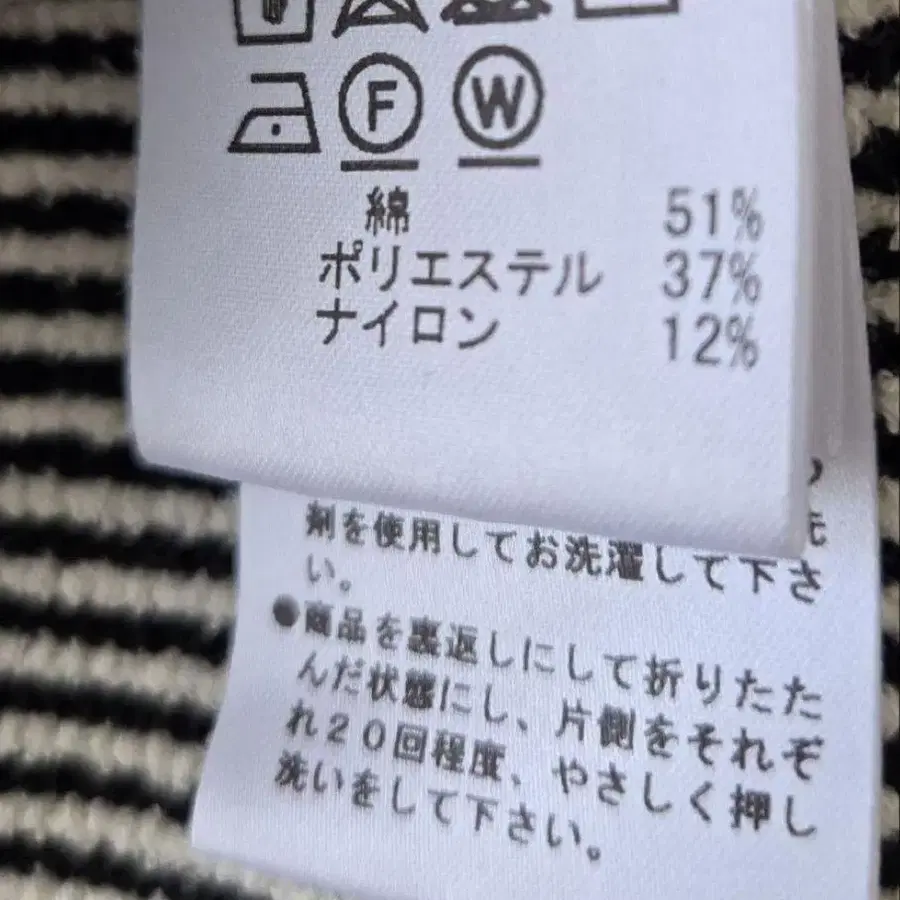 F W
綿 51%
ポリエステル 37%
ナイロン 12%
剤を使用してお洗濯して下さ
い。
●商品を裏返しにして折りたた
んだ状態にし、片側をそれぞ
れ20回程度、やさしく押し
洗いをして下さい。